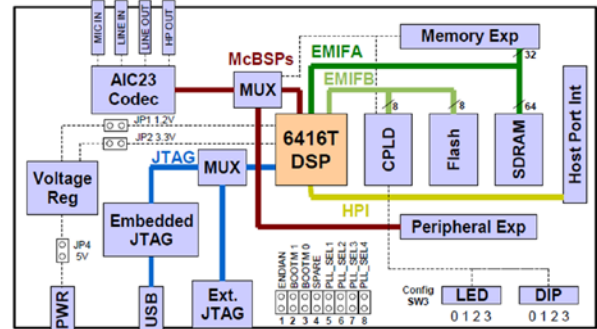 MIC IN
LINE IN
LINE OUT
HP OUT
AIC23
Codec
McBSPs
MUX
EMIFA
EMIFB
Memory Exp
32
8
8
64
JP1 1.2V
JP2 3.3V
6416T
DSP
CPLD
Flash
SDRAM
Host Port Int
JTAG
MUX
Voltage
Reg
HPI
Embedded
JTAG
Peripheral Exp
JP4
5V
ENDIAN
BOOTM 1
BOOTM 0
SPARE
PLL_SEL1
PLL_SEL2
PLL_SEL3
PLL_SEL4
1 2 3 4 5 6 7 8
PWR
USB
Ext.
JTAG
Config
SW3
LED
DIP
0 1 2 3
0 1 2 3